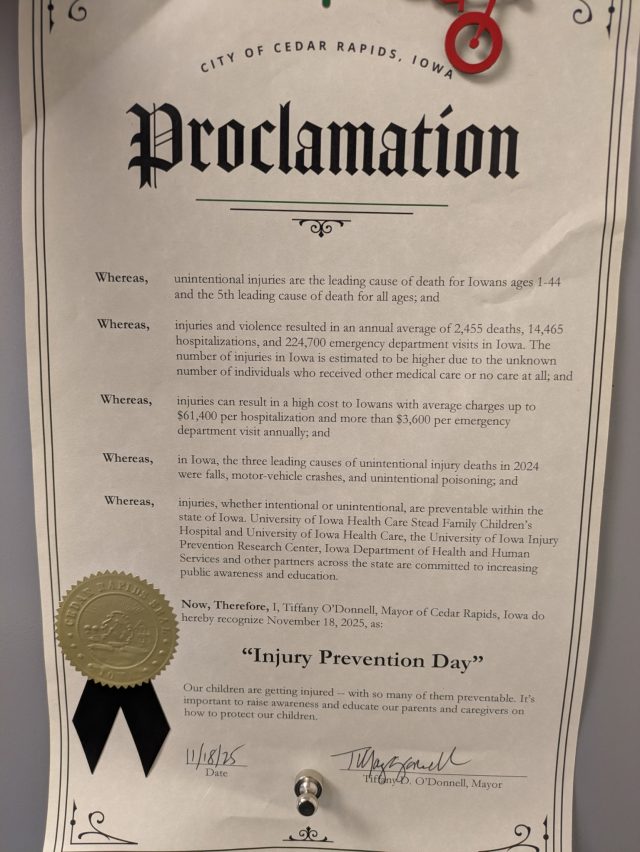 CITY OF CEDAR RAPIDS, IOWA
Proclamation
Whereas, unintentional injuries are the leading cause of death for Iowans ages 1-44
and the 5th leading cause of death for all ages; and
Whereas, injuries and violence resulted in an annual average of 2,455 deaths, 14,465
hospitalizations, and 224,700 emergency department visits in Iowa. The
number of injuries in Iowa is estimated to be higher due to the unknown
number of individuals who received other medical care or no care at all; and
Whereas, injuries can result in a high cost to Iowans with average charges up to
$61,400 per hospitalization and more than $3,600 per emergency
department visit annually; and
Whereas, in Iowa, the three leading causes of unintentional injury deaths in 2024
were falls, motor-vehicle crashes, and unintentional poisoning; and
Whereas, injuries, whether intentional or unintentional, are preventable within the
state of Iowa. University of Iowa Health Care Stead Family Children's
Hospital and University of Iowa Health Care, the University of Iowa Injury
Prevention Research Center, Iowa Department of Health and Human
Services and other partners across the state are committed to increasing
public awareness and education.
Now, Therefore, I, Tiffany O'Donnell, Mayor of Cedar Rapids, Iowa do
hereby recognize November 18, 2025, as:
"Injury Prevention Day"
Our children are getting injured -- with so many of them preventable. It's
important to raise awareness and educate our parents and caregivers on
how to protect our children.
11/18/25
Date
Tiffany D. O'Donnell, Mayor
CEDAR RAPIDS